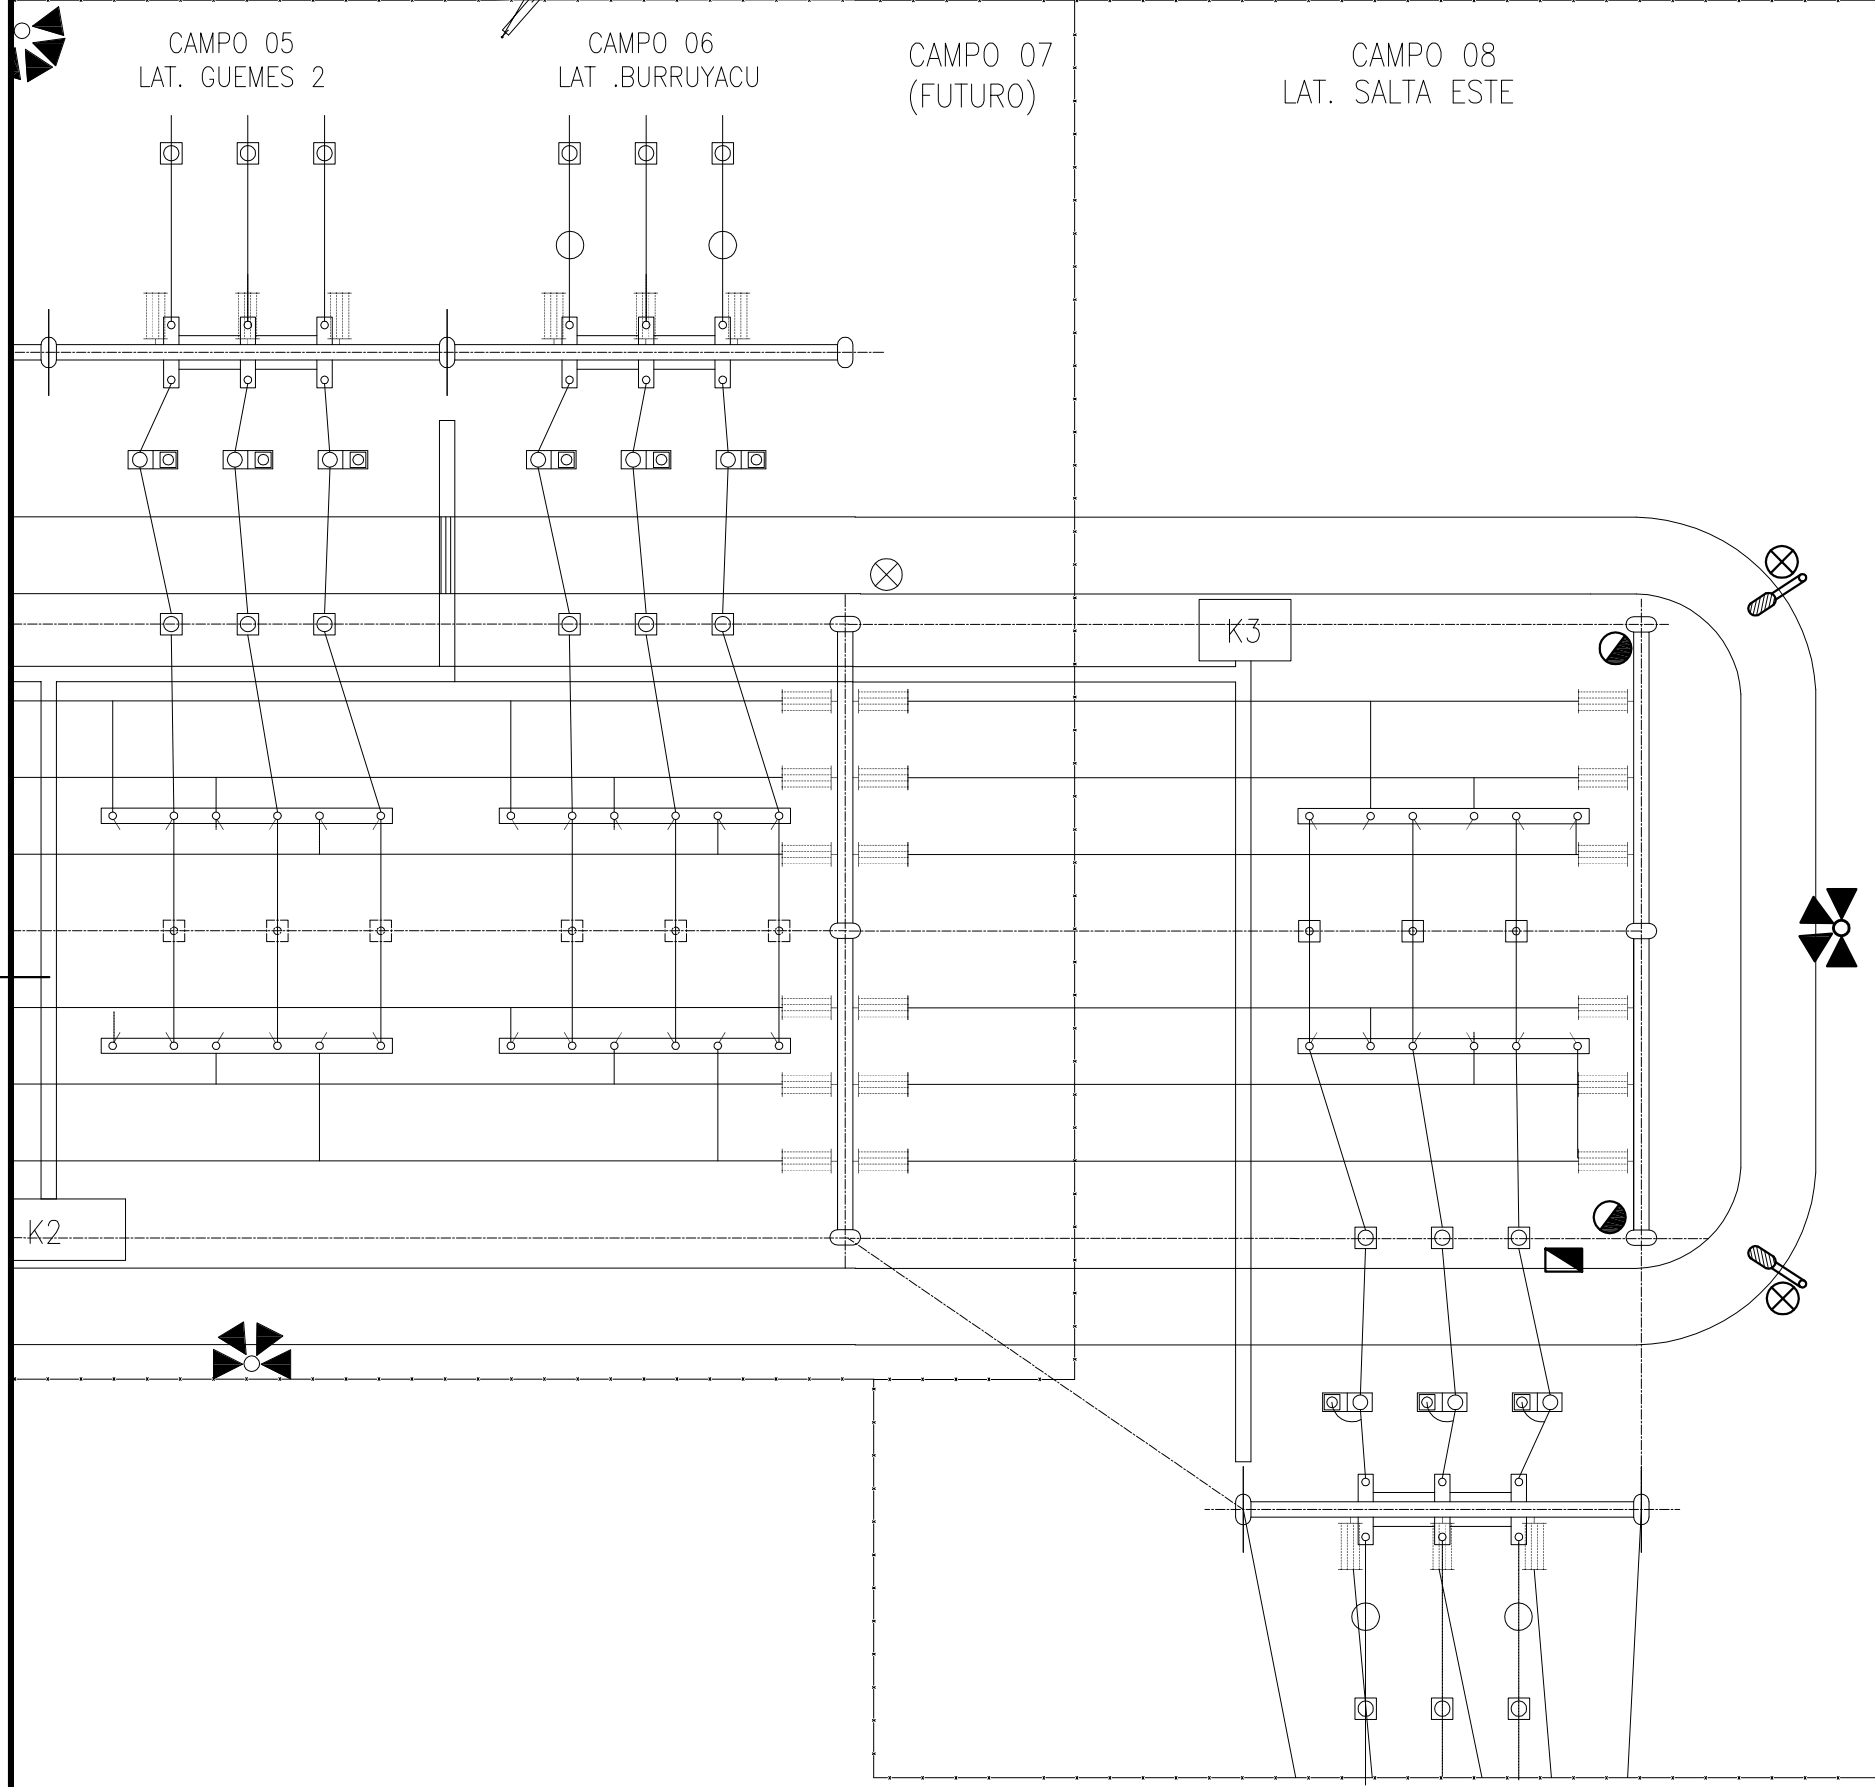 CAMPO 05
LAT. GUEMES 2
CAMPO 06
LAT .BURRUYACU
CAMPO 07
(FUTURO)
CAMPO 08
LAT. SALTA ESTE
K3
K2